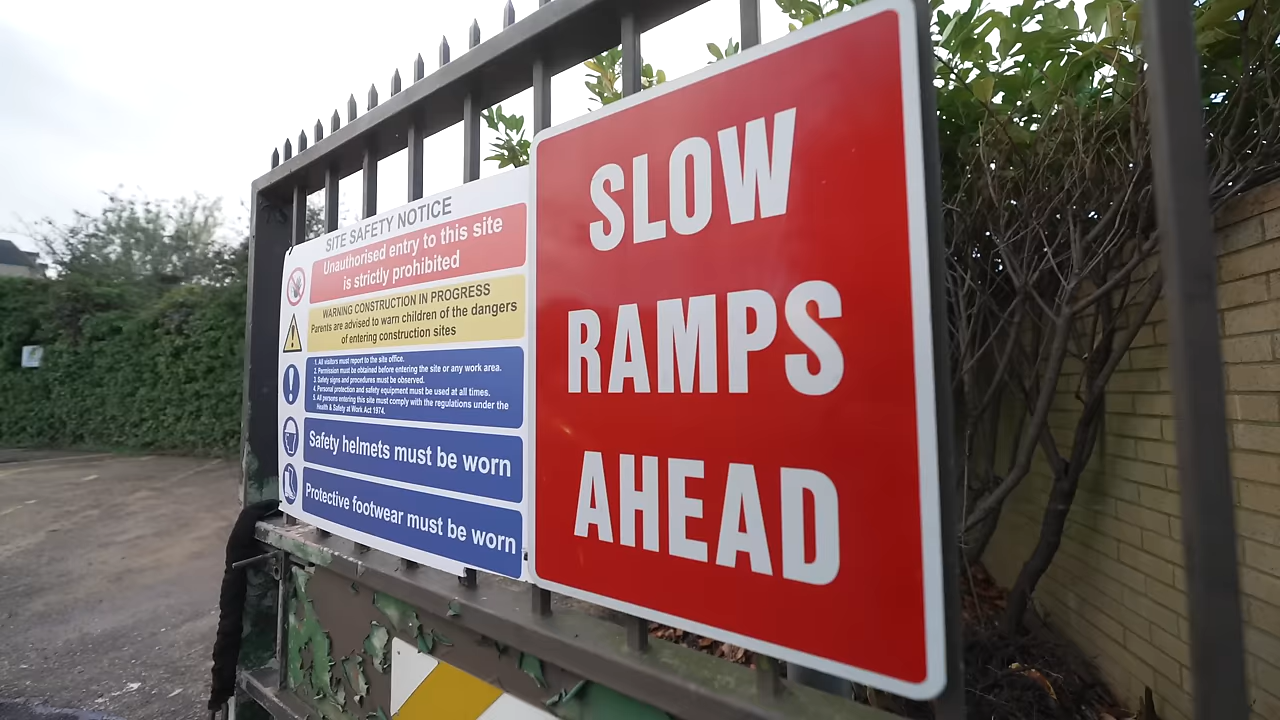 SITE SAFETY NOTICE
Unauthorised entry to this site
is strictly prohibited
WARNING CONSTRUCTION IN PROGRESS
Parents are advised to warn children of the dangers
of entering construction sites
1. All visitors must report to the site office.
2. Permission must be obtained before entering the site or any work area.
3. Safety signs and procedures must be observed.
4. Personal protection and safety equipment must be used at all times.
5. All persons entering this site must comply with the regulations under the
Health & Safety at Work Act 1974.
Safety helmets must be worn
Protective footwear must be worn
SLOW
RAMPS
AHEAD